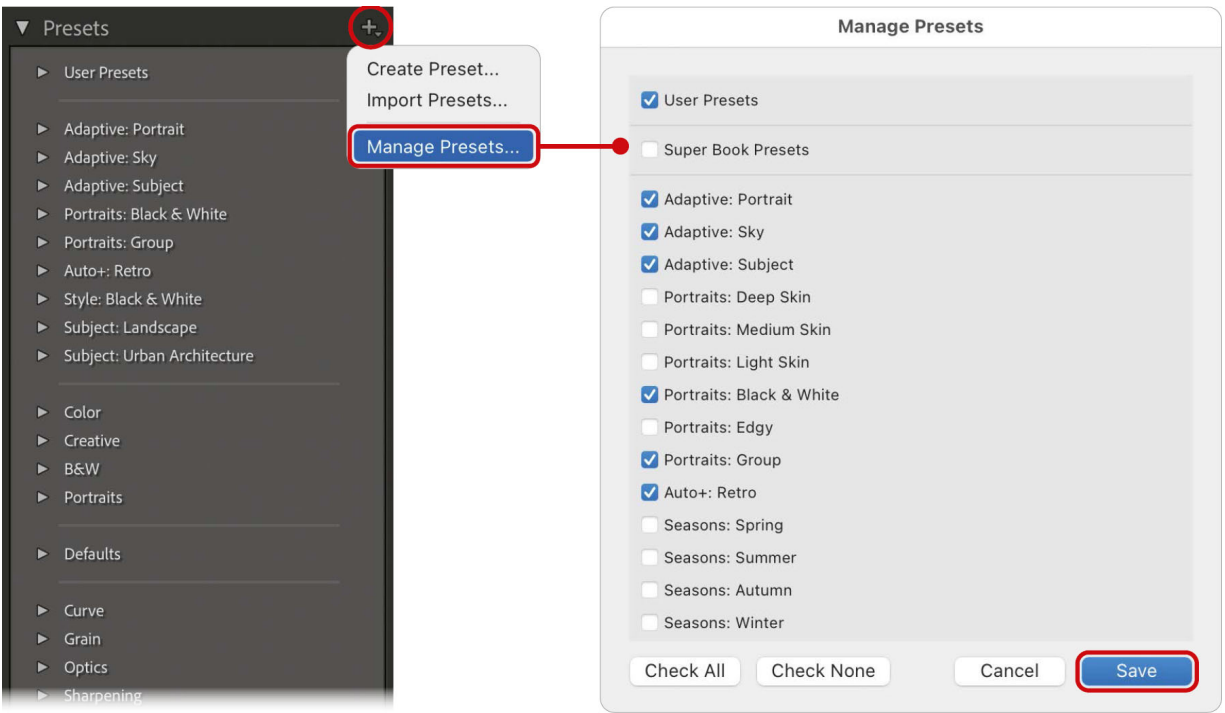 Presets
User Presets
Adaptive: Portrait
Adaptive: Sky
Adaptive: Subject
Portraits: Black & White
Portraits: Group
Auto+: Retro
Style: Black & White
Subject: Landscape
Subject: Urban Architecture
Color
Creative
B&W
Portraits
Defaults
Curve
Grain
Optics
Sharpening
Create Preset...
Import Presets...
Manage Presets...
Manage Presets
User Presets
Super Book Presets
Adaptive: Portrait
Adaptive: Sky
Adaptive: Subject
Portraits: Deep Skin
Portraits: Medium Skin
Portraits: Light Skin
Portraits: Black & White
Portraits: Edgy
Portraits: Group
Auto+: Retro
Seasons: Spring
Seasons: Summer
Seasons: Autumn
Seasons: Winter
Check All Check None Cancel Save